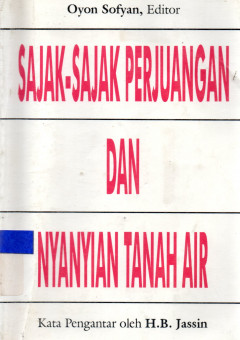 Oyon Sofyan, Editor
SAJAK-SAJAK PERJUANGAN
DAN
NYANYIAN TANAH AIR
Kata Pengantar oleh H.B. Jassin